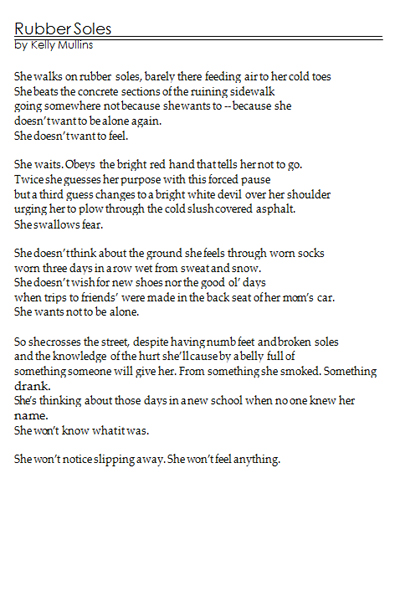 Rubber Soles
by Kelly Mullins
She walks on rubber soles, barely there feeding air to her cold toes
She beats the concrete sections of the ruining sidewalk
going somewhere not because she wants to -- because she
doesn't want to be alone again.
She doesn't want to feel.
She waits. Obeys the bright red hand that tells her not to go.
Twice she guesses her purpose with this forced pause
but a third guess changes to a bright white devil over her shoulder
urging her to plow through the cold slush covered asphalt.
She swallows fear.
She doesn't think about the ground she feels through worn socks
worn three days in a row wet from sweat and snow.
She doesn't wish for new shoes nor the good ol' days
when trips to friends' were made in the back seat of her mom's car.
She wants not to be alone.
So she crosses the street, despite having numb feet and broken soles
and the knowledge of the hurt she'll cause by a belly full of
something someone will give her. From something she smoked. Something
drank.
She's thinking about those days in a new school when no one knew her
name.
She won't know what it was.
She won't notice slipping away. She won't feel anything.